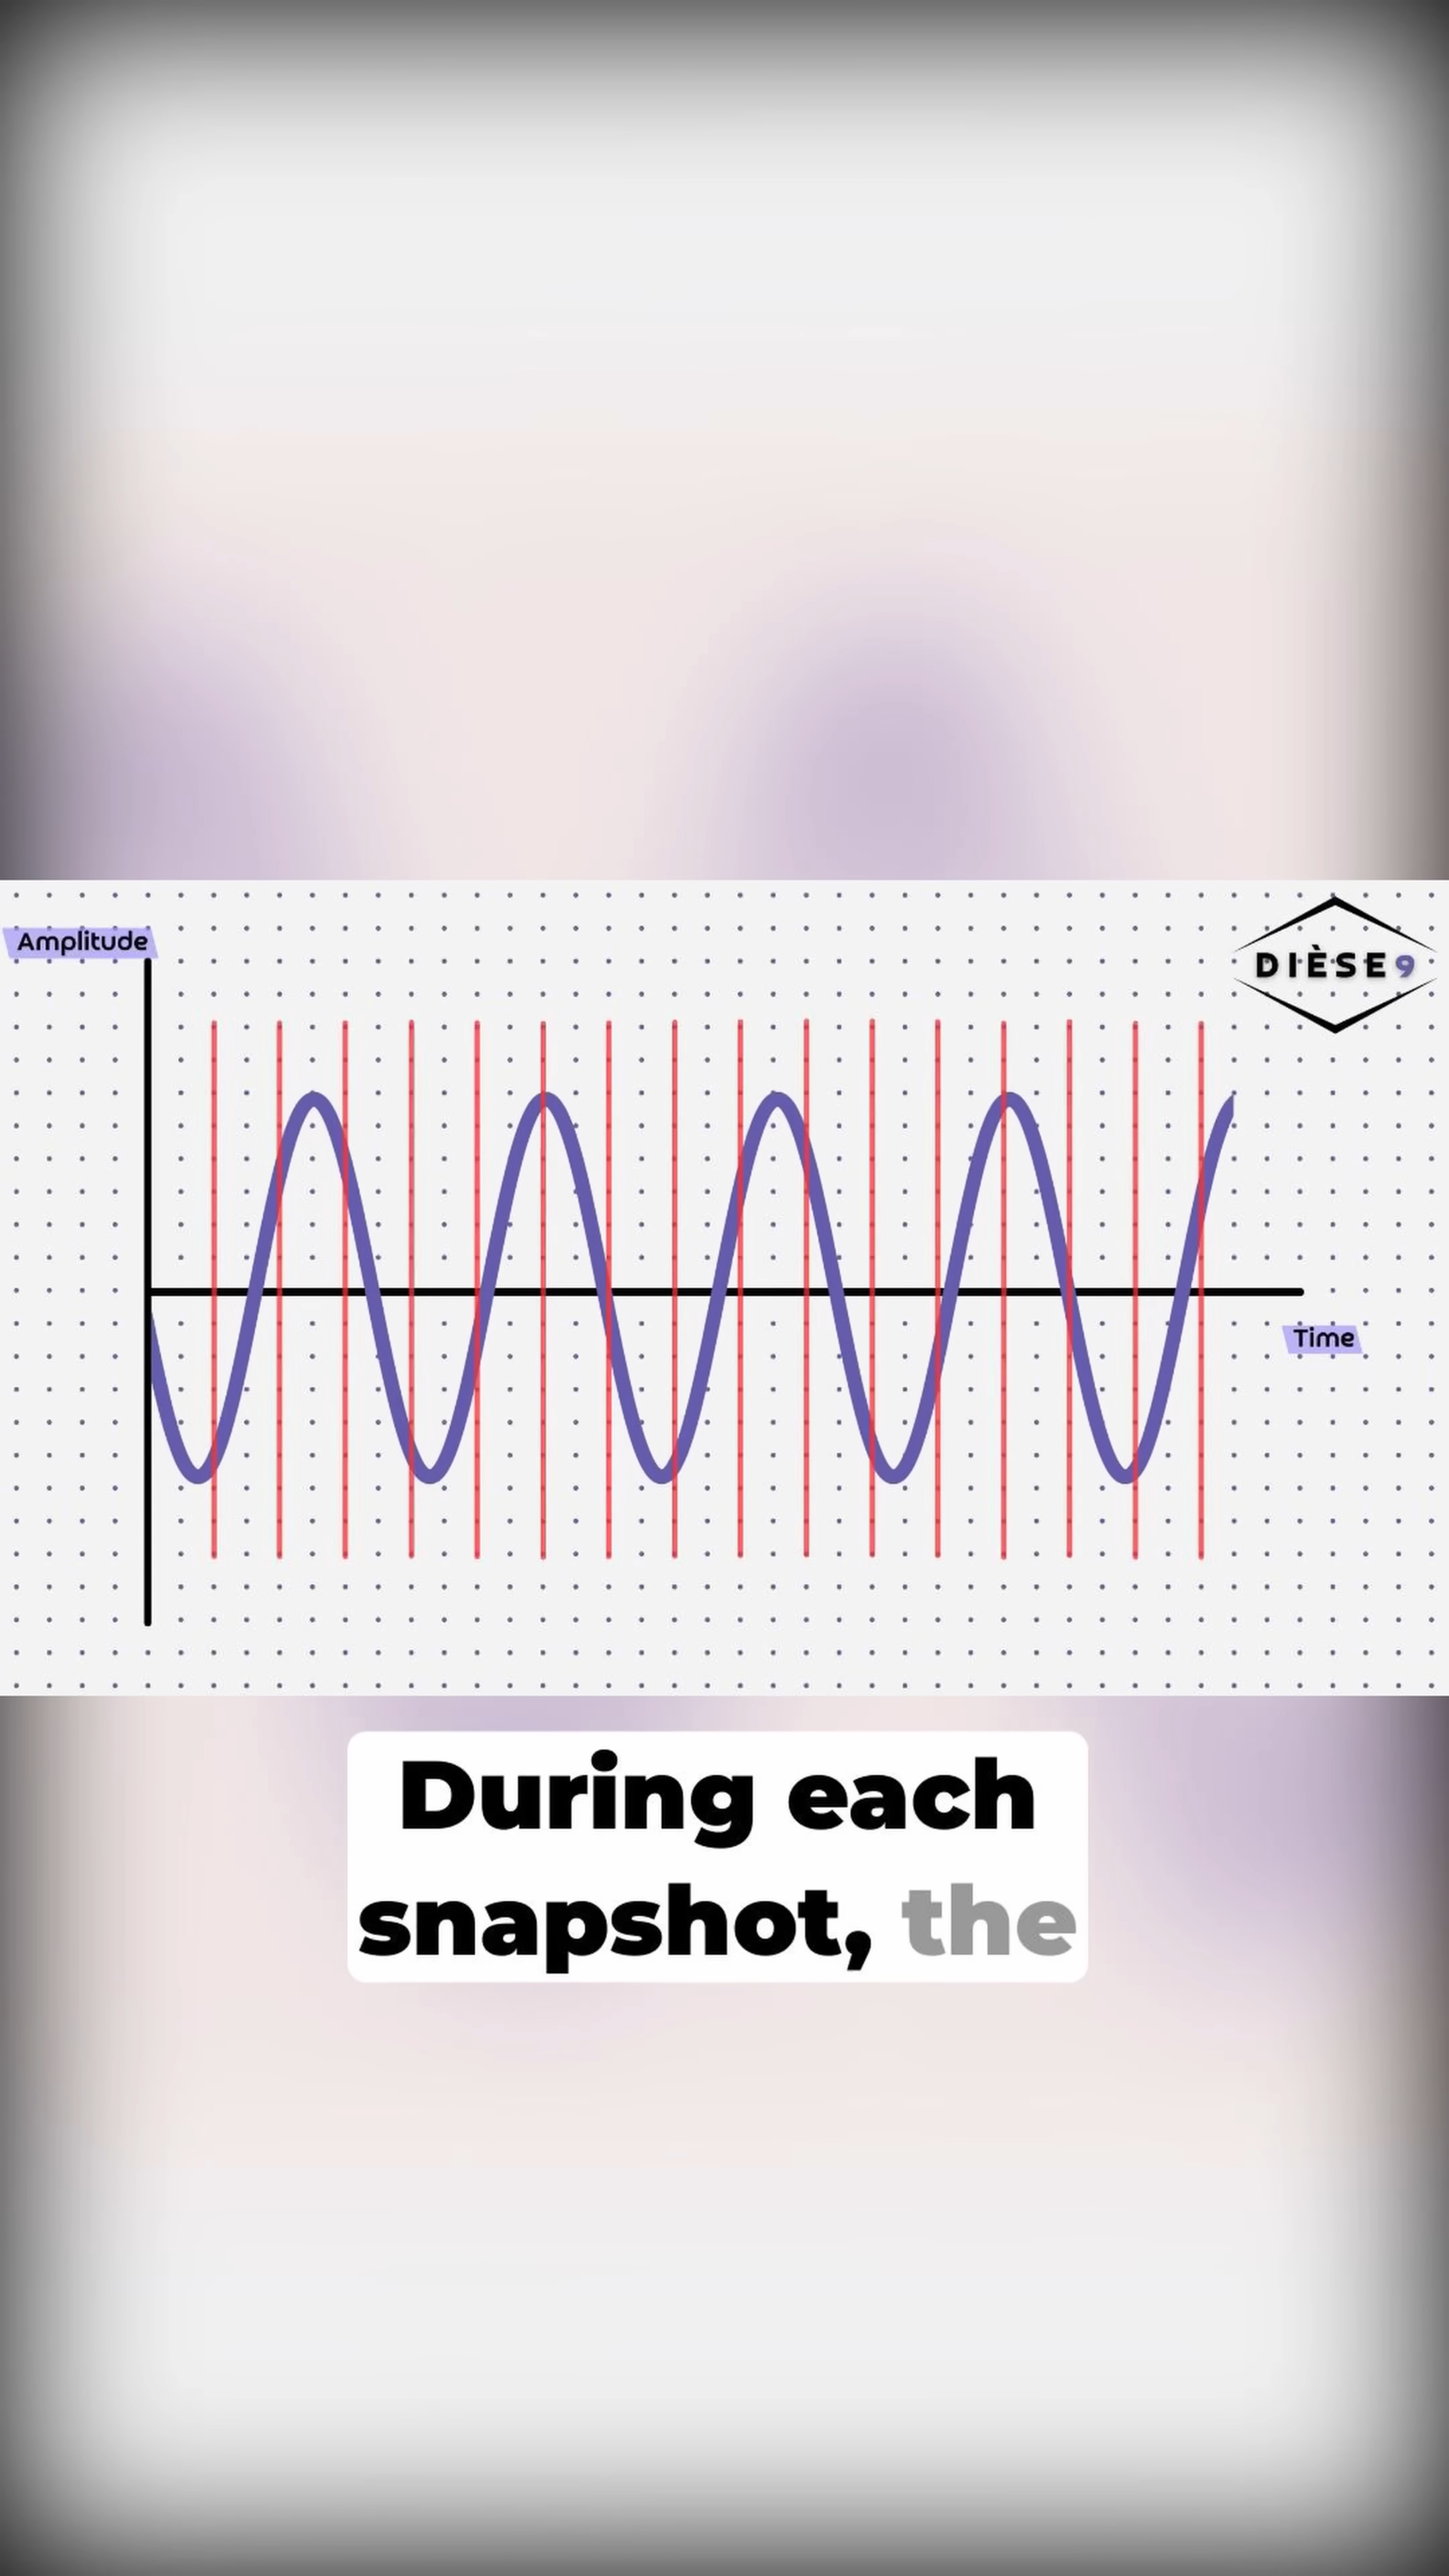 Amplitude
DIÈSE9
Time
During each
snapshot, the